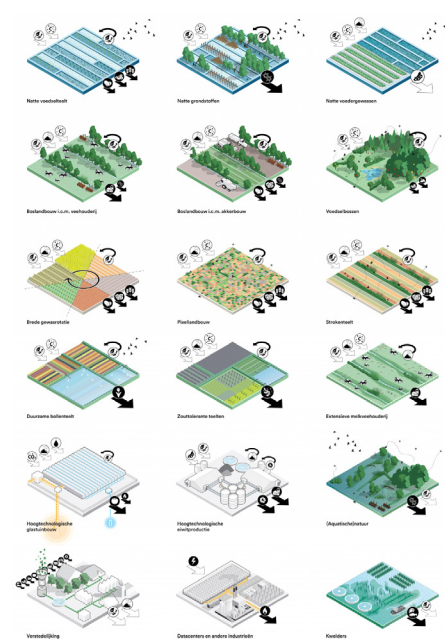 Natte voedselteelt
Natte grondstoffen
Natte voedergewassen
Boslandbouw i.c.m. veehouderij
Boslandbouw i.c.m. akkerbouw
Voedselbossen
Brede gewasrotatie
Pixellandbouw
Strokenteelt
Duurzame bollenteelt
Zouttolerante teelten
Extensieve melkveehouderij
Hoogtechnologische
glastuinbouw
Hoogtechnologische
eiwitproductie
(Aquatische)natuur
CO₂
Verstedelijking
Datacenters en andere industrieën
Kwelders